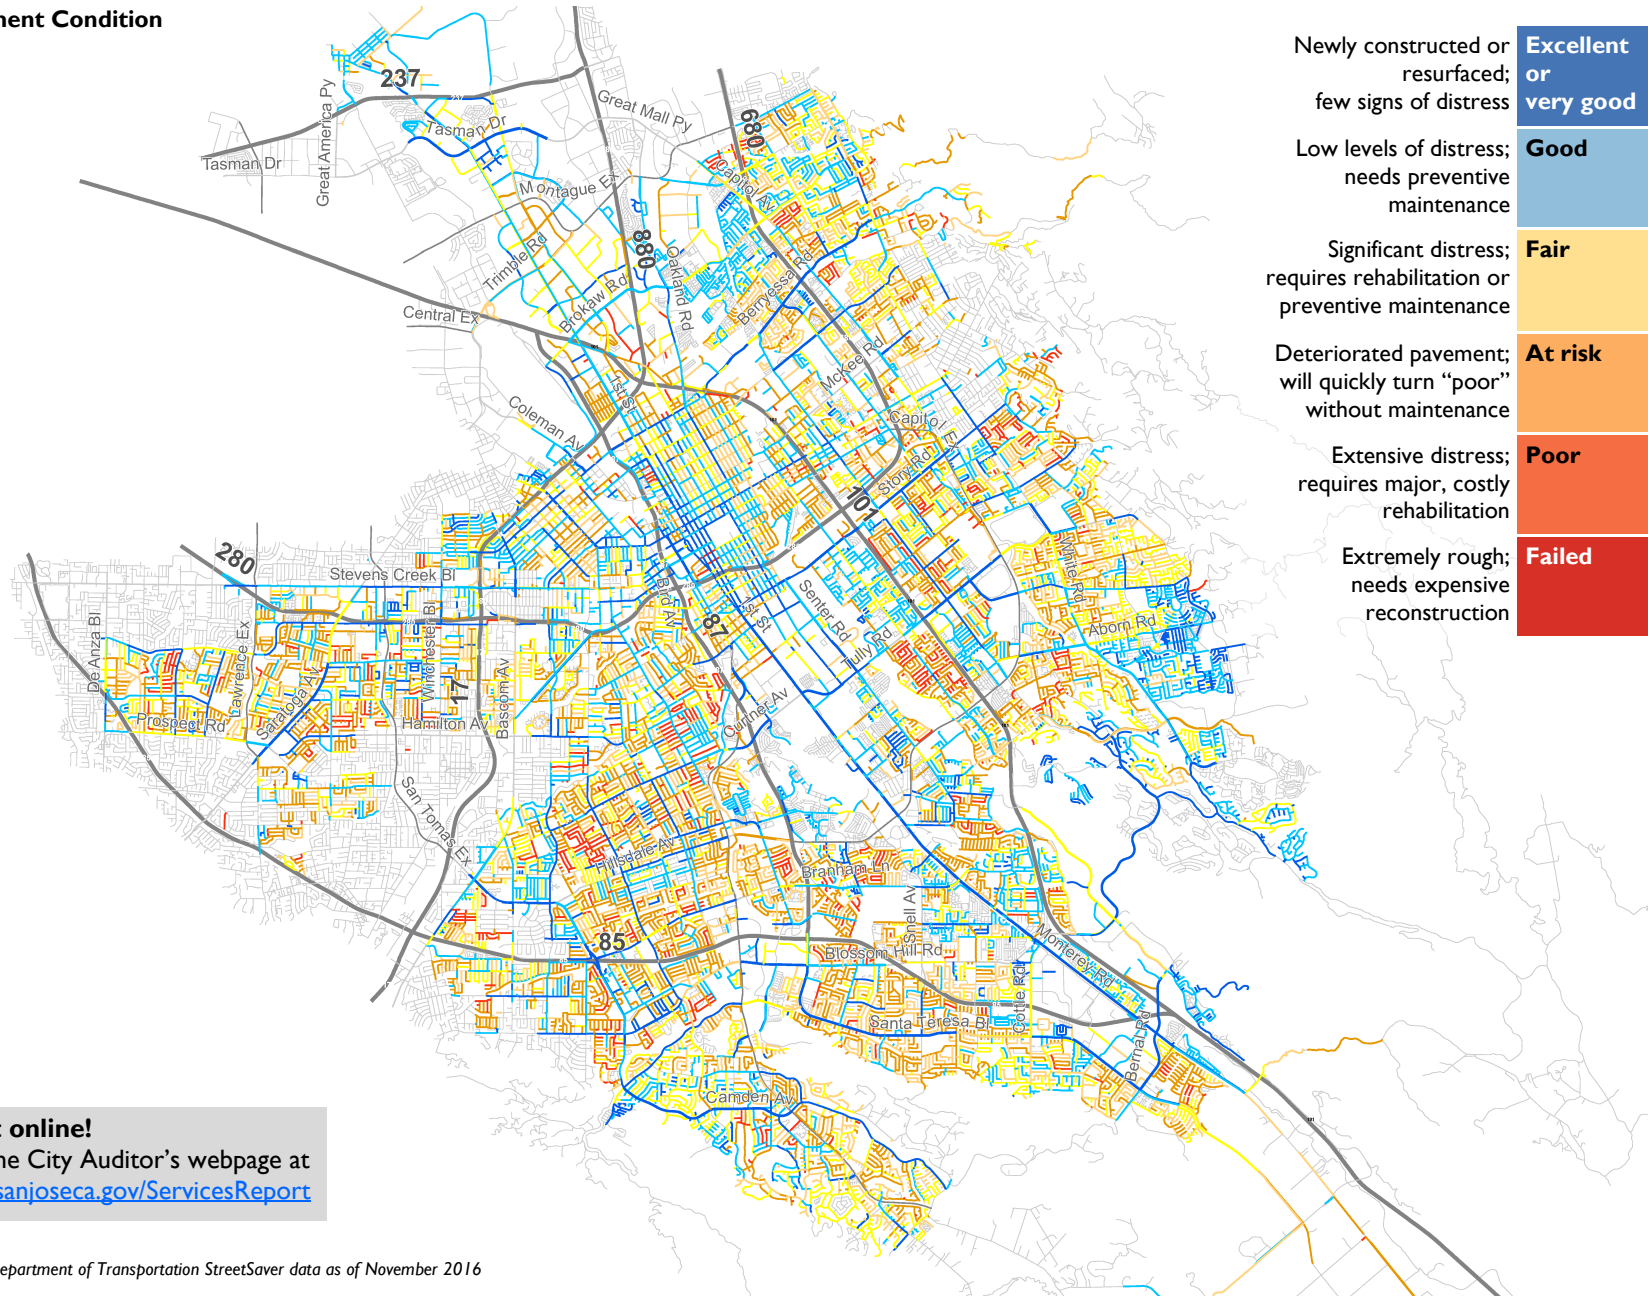 ent Condition
Newly constructed or
resurfaced;
few signs of distress
Excellent
or
very good
Low levels of distress;
needs preventive
maintenance
Good
Significant distress;
requires rehabilitation or
preventive maintenance
Fair
Deteriorated pavement;
will quickly turn “poor”
without maintenance
At risk
Extensive distress;
requires major, costly
rehabilitation
Poor
Extremely rough;
needs expensive
reconstruction
Failed
237
237
Great America Py
Tasman Dr
Tasman Dr
Great Mall Py
680
Capitol Av
Montague Ex
880
Oakland Rd
Trimble Rd
Brokaw Rd
Berryessa Rd
Central Ex
McKee Rd
1st St
Coleman Av
Capitol Ex
Story Rd
101
White Rd
280
Stevens Creek Bl
De Anza Bl
Lawrence Ex
Saratoga Av
Winchester Bl
17
Bascom Av
Hamilton Av
Prospect Rd
Bird Av
87
1st St
Senter Rd
Tully Rd
Aborn Rd
Curtner Av
San Tomas Ex
Hillsdale Av
Branham Ln
Snell Av
85
Blossom Hill Rd
Monterey Rd
Cottle Rd
Santa Teresa Bl
Bernal Rd
Camden Av
online!
he City Auditor’s webpage at
sanjoseca.gov/ServicesReport
epartment of Transportation StreetSaver data as of November 2016